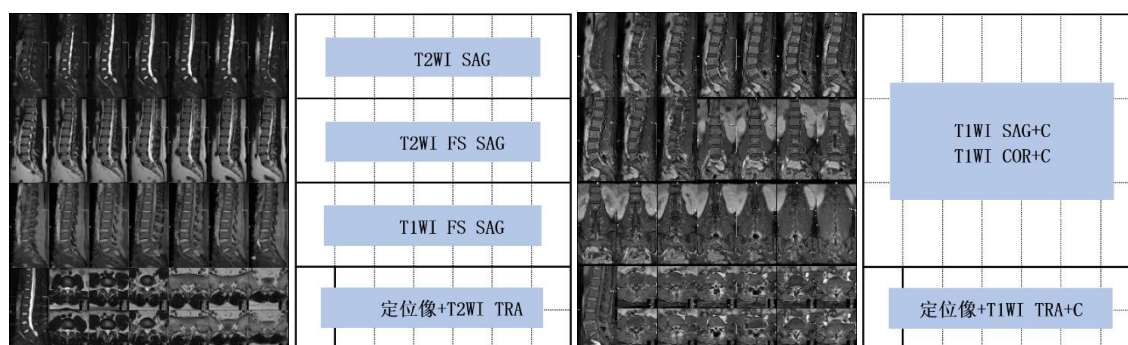 T2WI SAG
T2WI FS SAG
T1WI FS SAG
定位像+T2WI TRA
T1WI SAG+C
T1WI COR+C
定位像+T1WI TRA+C